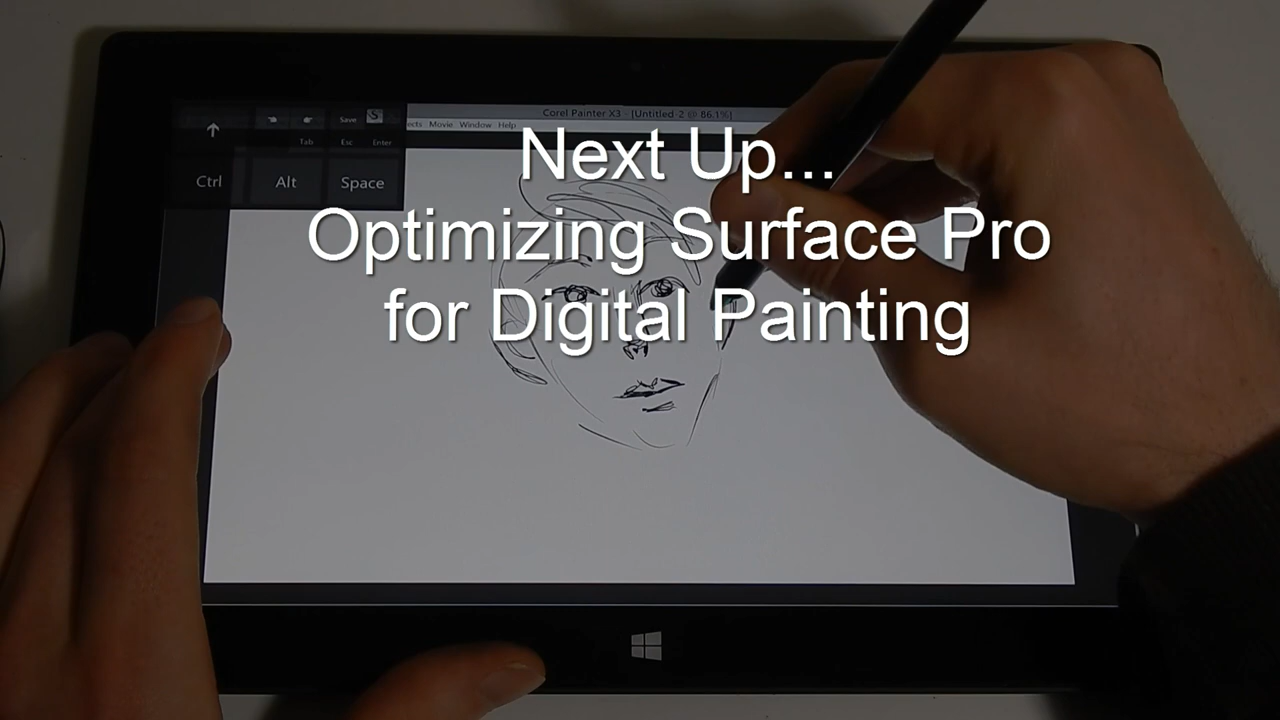 Corel Painter X3 - [Untitled-2 @ 86.1%]
ects Movie Window Help
Save S
Tab Esc Enter
Ctrl Alt Space
Next Up...
Optimizing Surface Pro
for Digital Painting